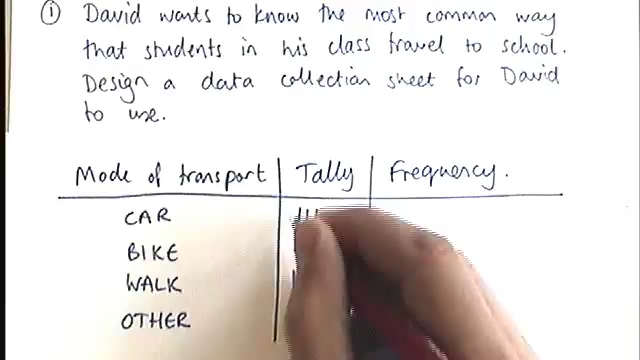 ① David wants to know the most common way
that students in his class travel to school.
Design a data collection sheet for David
to use.
Mode of transport Tally Frequency.
CAR
BIKE
WALK
OTHER